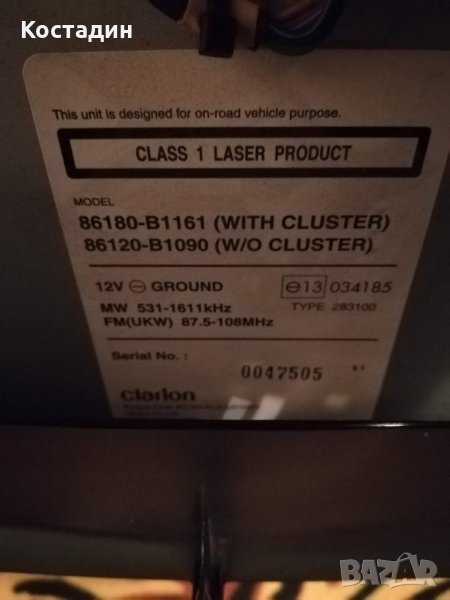 Костадин
This unit is designed for on-road vehicle purpose.
CLASS 1 LASER PRODUCT
MODEL
86180-B1161 (WITH CLUSTER)
86120-B1090 (W/O CLUSTER)
12V ⊖ GROUND
e13 034185
MW 531-1611kHz
TYPE 283100
FM(UKW) 87.5-108MHz
Serial No. :
0047505
clarion
BAZAR